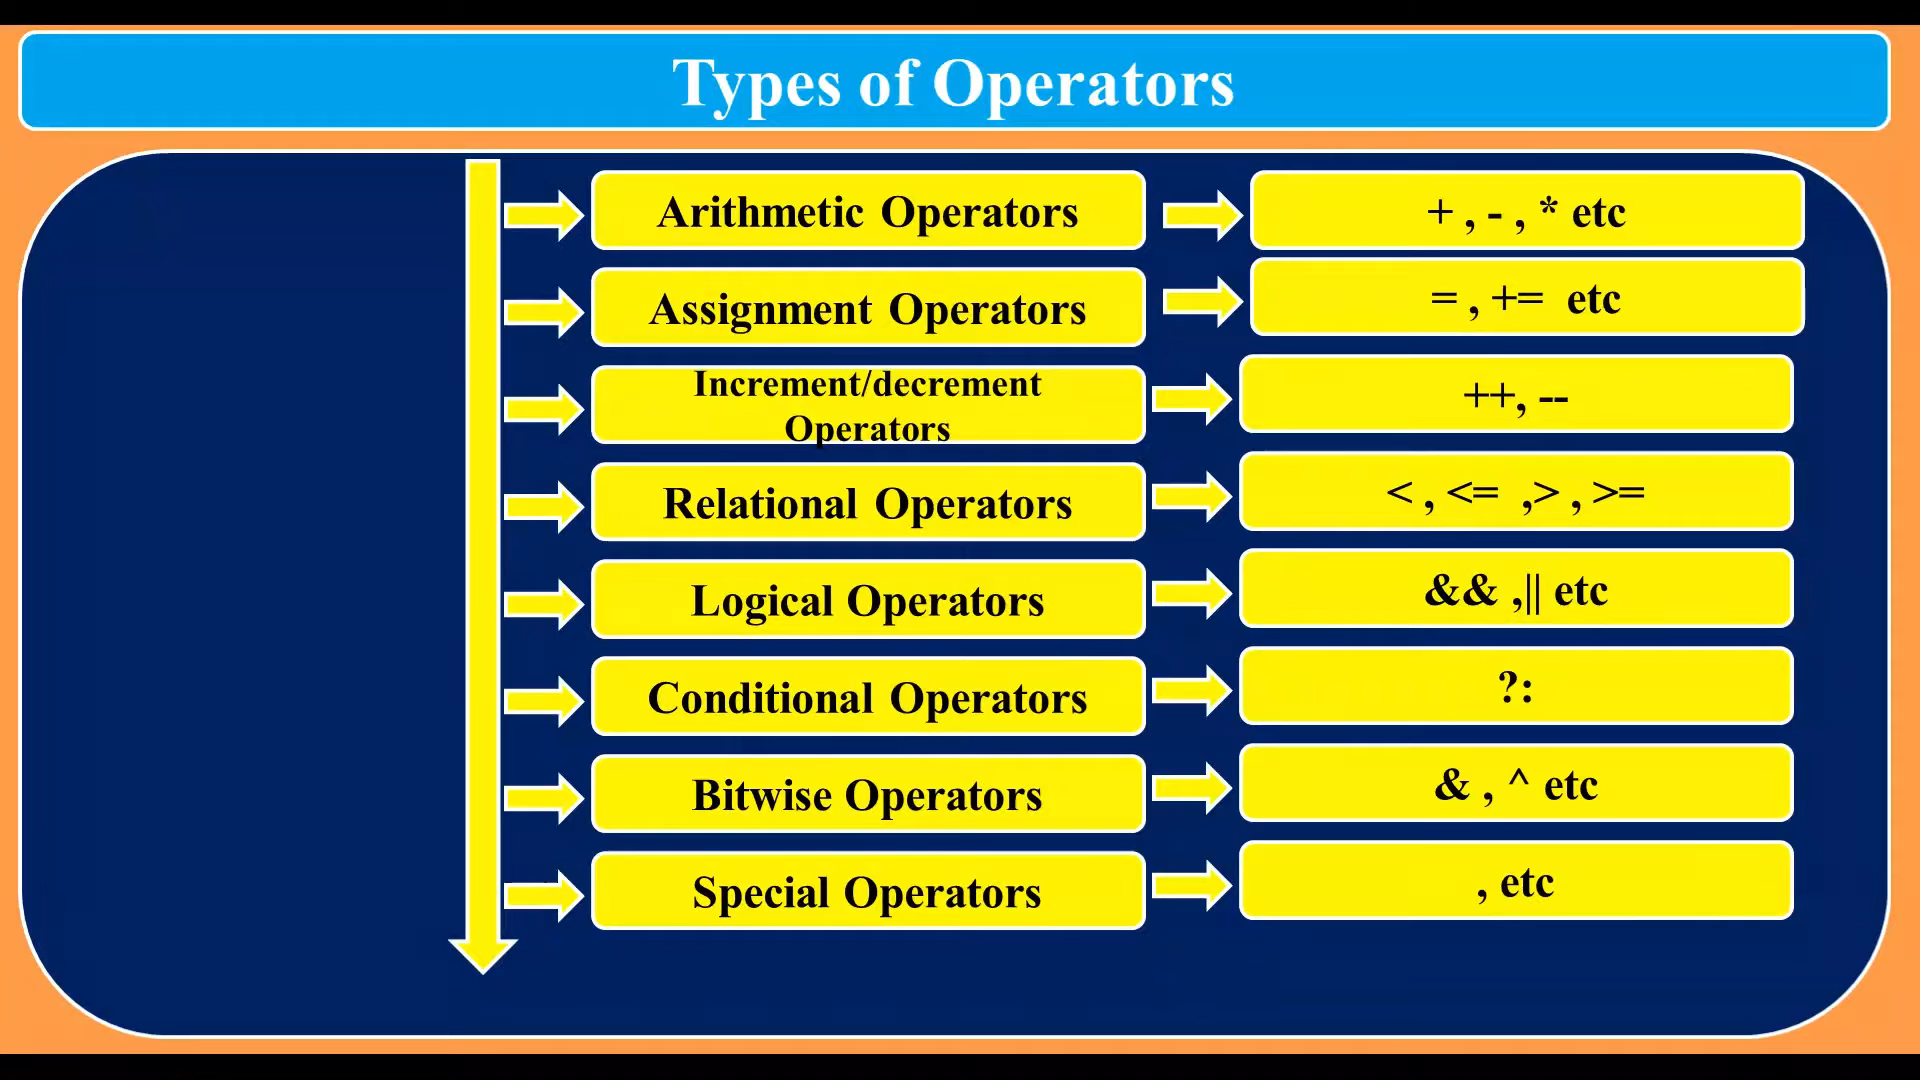 Types of Operators
Arithmetic Operators
+ , - , * etc
Assignment Operators
= , += etc
Increment/decrement
Operators
++, --
Relational Operators
< , <= ,> , >=
Logical Operators
&& ,|| etc
Conditional Operators
?:
Bitwise Operators
& , ^ etc
Special Operators
, etc